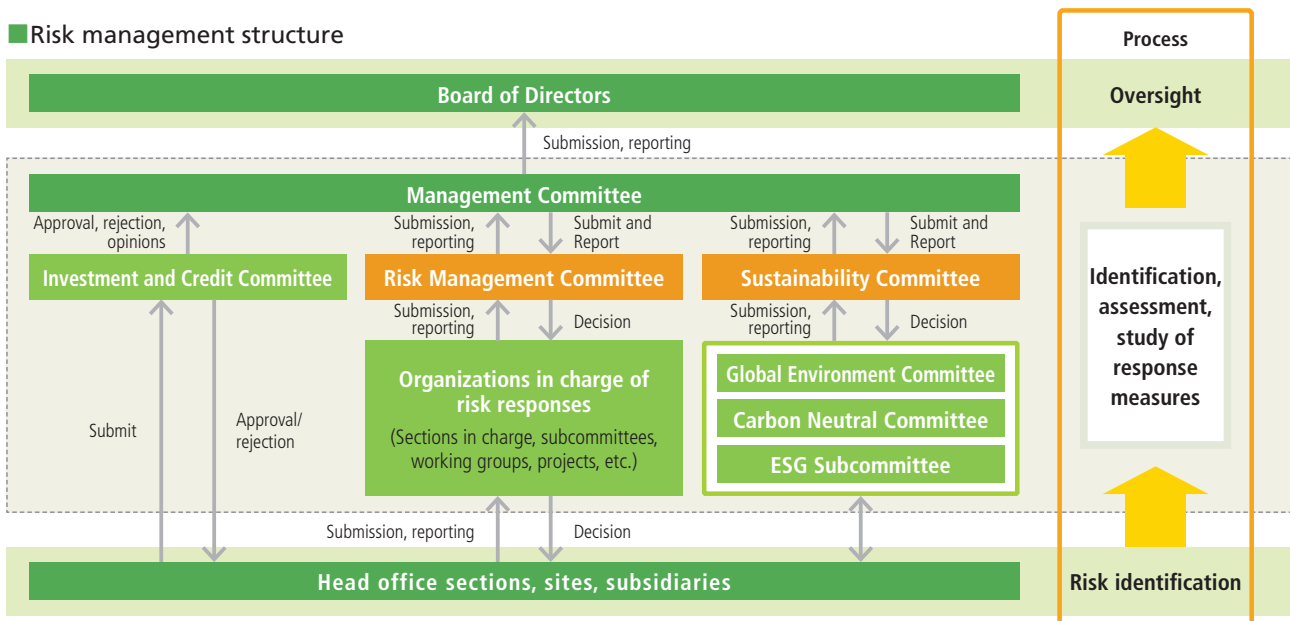 Risk management structure
Process
Board of Directors
Oversight
Submission, reporting
Management Committee
Approval, rejection,
opinions
Submission,
reporting
Submit and
Report
Submission,
reporting
Submit and
Report
Investment and Credit Committee
Risk Management Committee
Sustainability Committee
Identification,
assessment,
study of
response
measures
Submission,
reporting
Decision
Submission,
reporting
Decision
Organizations in charge of
risk responses
(Sections in charge, subcommittees,
working groups, projects, etc.)
Global Environment Committee
Carbon Neutral Committee
ESG Subcommittee
Submit
Approval/
rejection
Submission, reporting
Decision
Head office sections, sites, subsidiaries
Risk identification